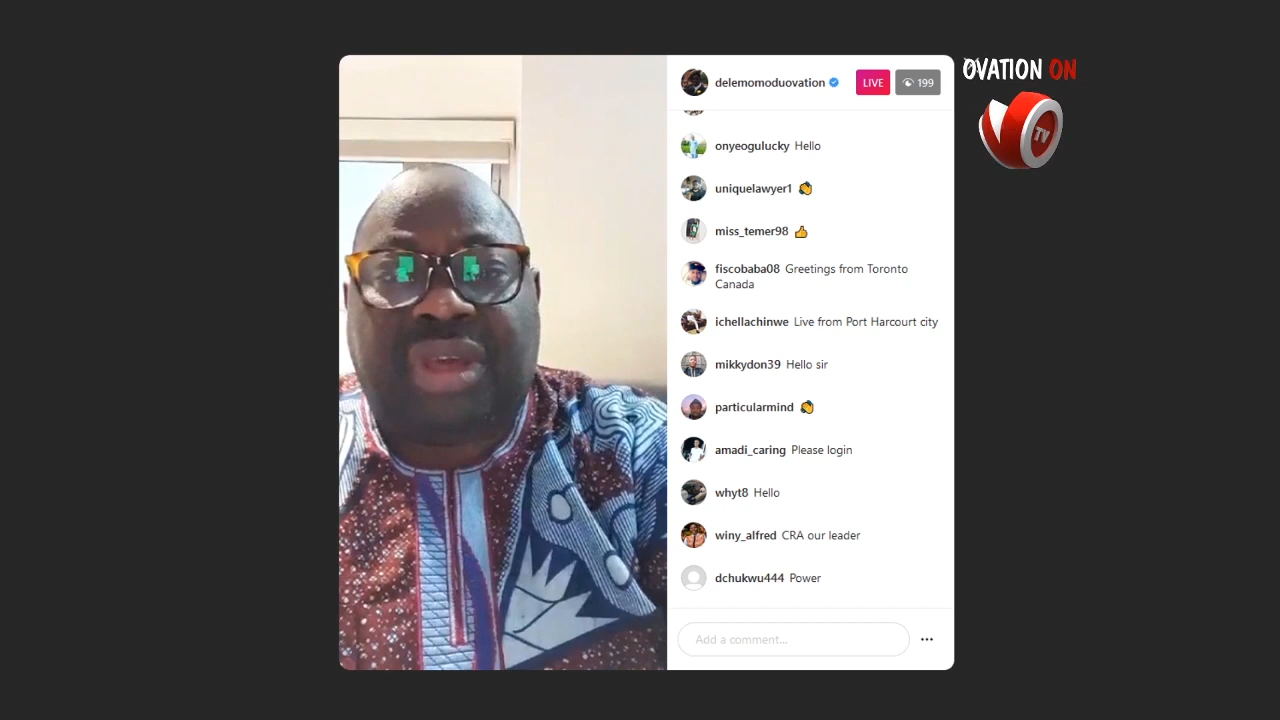 OVATION ON
TV
delemomoduovation
LIVE
199
onyeogulucky Hello
uniquelawyer1 👏
miss_temer98 👍
fiscobaba08 Greetings from Toronto
Canada
ichellachinwe Live from Port Harcourt city
mikkydon39 Hello sir
particularmind 👏
amadi_caring Please login
whyt8 Hello
winy_alfred CRA our leader
dchukwu444 Power
Add a comment...